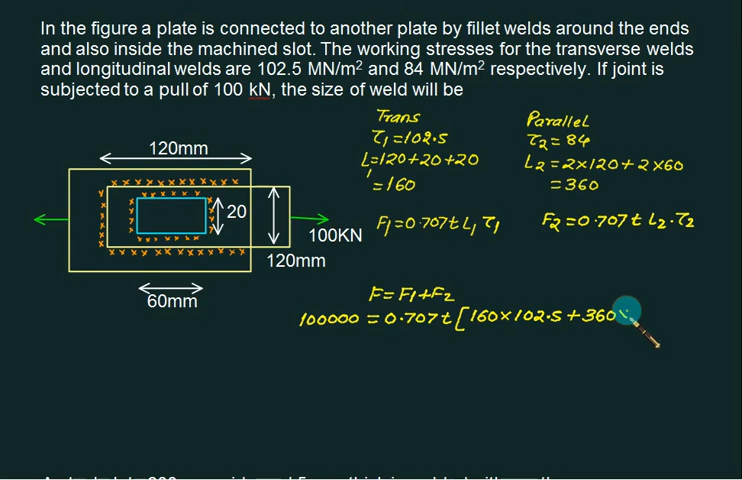 In the figure a plate is connected to another plate by fillet welds around the ends
and also inside the machined slot. The working stresses for the transverse welds
and longitudinal welds are 102.5 MN/m² and 84 MN/m² respectively. If joint is
subjected to a pull of 100 kN, the size of weld will be
Trans
τ₁=102.5
L₁=120+20+20
=160
F₁=0.707tL₁τ₁
Parallel
τ₂=84
L₂=2×120+2×60
=360
F₂=0.707tL₂.τ₂
120mm
20
100KN
120mm
60mm
F=F₁+F₂
100000=0.707t[160×102.5+360